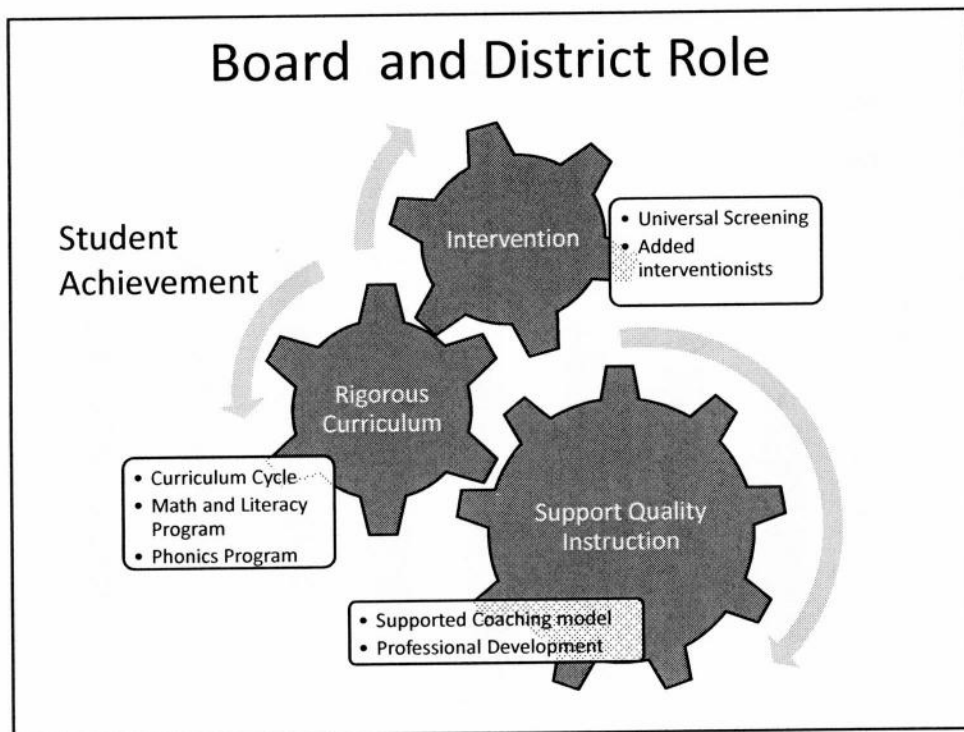 Board and District Role
Student
Achievement
Intervention
• Universal Screening
• Added
interventionists
Rigorous
Curriculum
• Curriculum Cycle
• Math and Literacy
Program
• Phonics Program
Support Quality
Instruction
• Supported Coaching model
• Professional Development